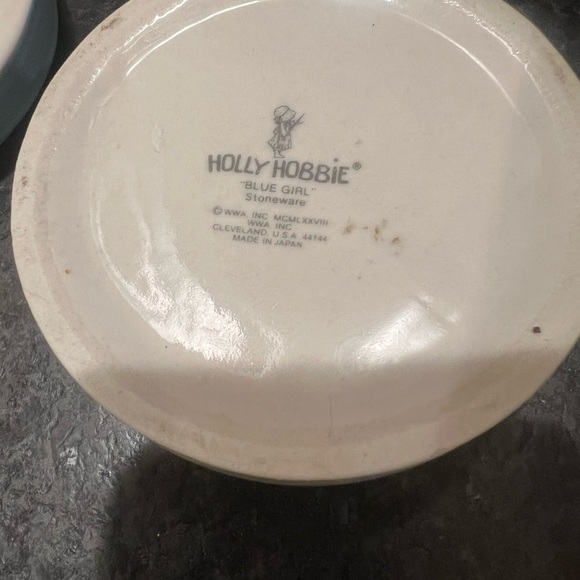 HOLLY HOBBiE®
"BLUE GIRL"
Stoneware
© WWA, INC. MCMLXXVIII
WWA, INC.
CLEVELAND, U.S.A. 44144
MADE IN JAPAN